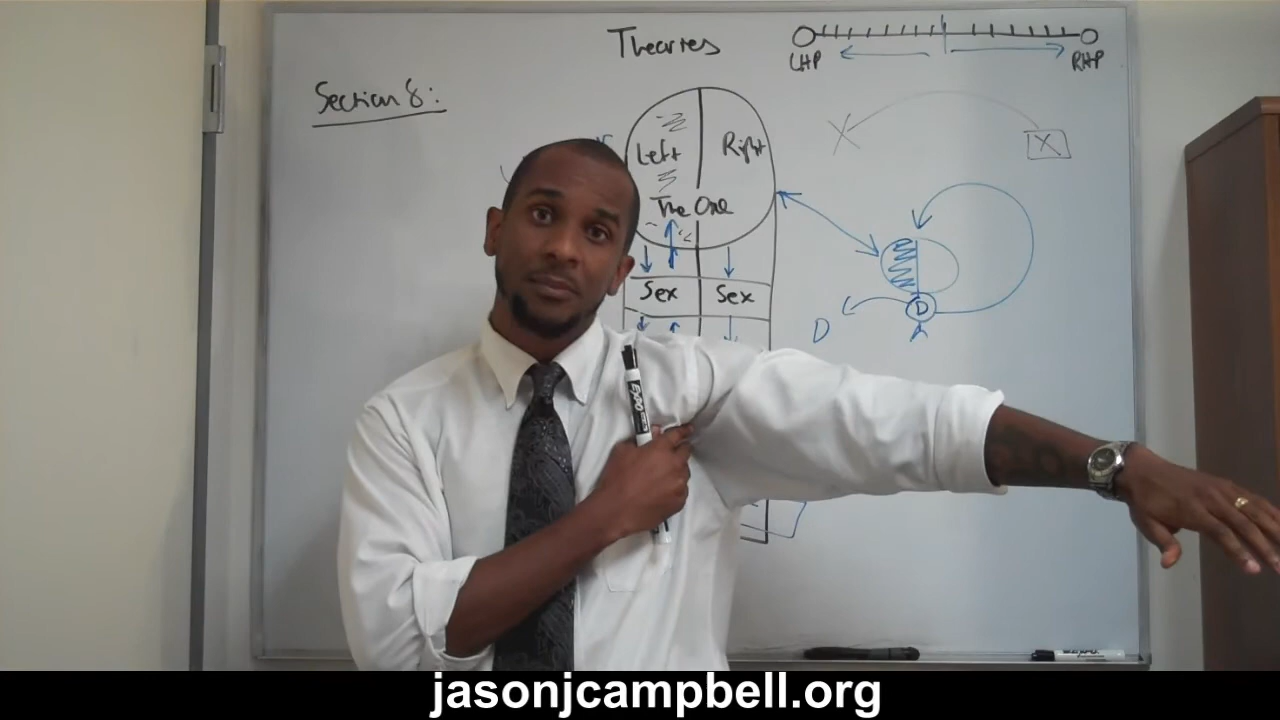 Theories
LHP
RHP
Section 8:
Left
Right
X
X
The One
Sex
Sex
D
D
EXPO
jasonjcampbell.org